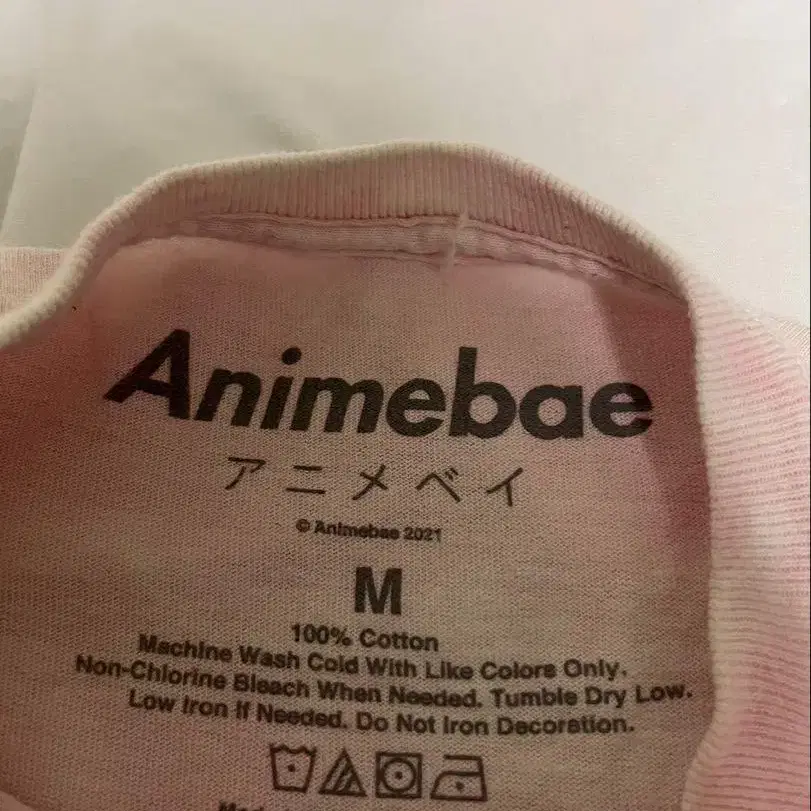 Animebae
アニメベイ
© Animebae 2021
M
100% Cotton
Machine Wash Cold With Like Colors Only.
Non-Chlorine Bleach When Needed. Tumble Dry Low.
Low Iron If Needed. Do Not Iron Decoration.